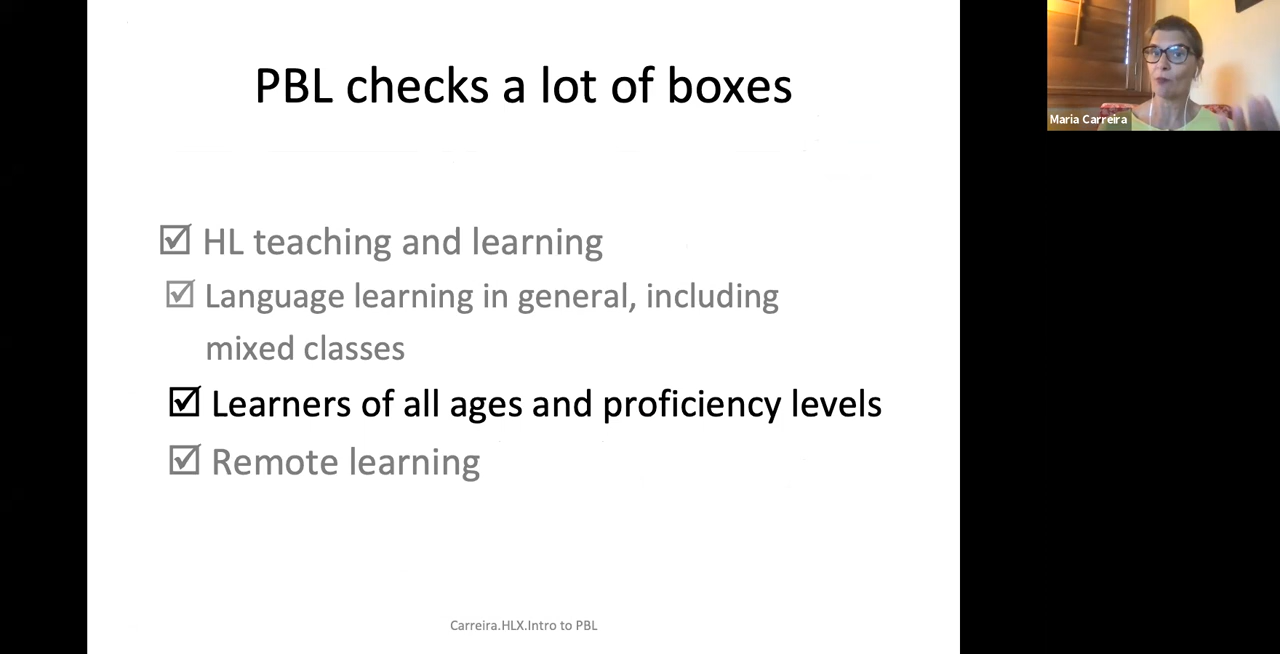 PBL checks a lot of boxes
Maria Carreira
☑ HL teaching and learning
☑ Language learning in general, including
mixed classes
☑ Learners of all ages and proficiency levels
☑ Remote learning
Carreira.HLX.Intro to PBL